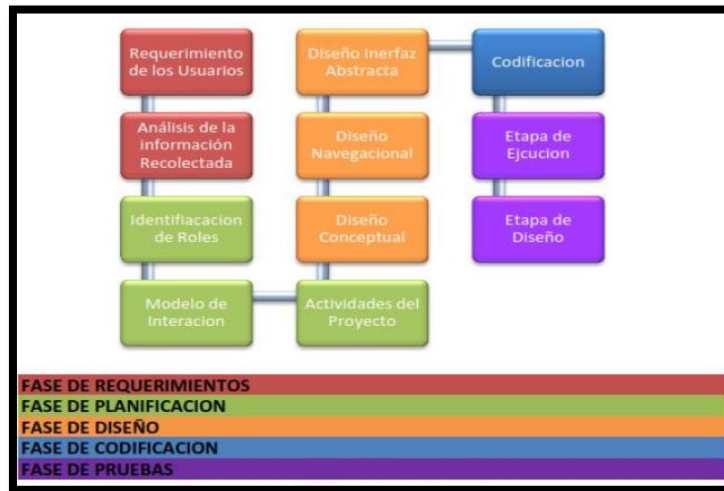 Requerimiento
de los Usuarios
Análisis de la
información
Recolectada
Identifiacacion
de Roles
Modelo de
Interacion
Actividades del
Proyecto
Diseño
Conceptual
Diseño
Navegacional
Diseño Inerfaz
Abstracta
Codificacion
Etapa de
Ejcucion
Etapa de
Diseño
FASE DE REQUERIMIENTOS
FASE DE PLANIFICACION
FASE DE DISEÑO
FASE DE CODIFICACION
FASE DE PRUEBAS